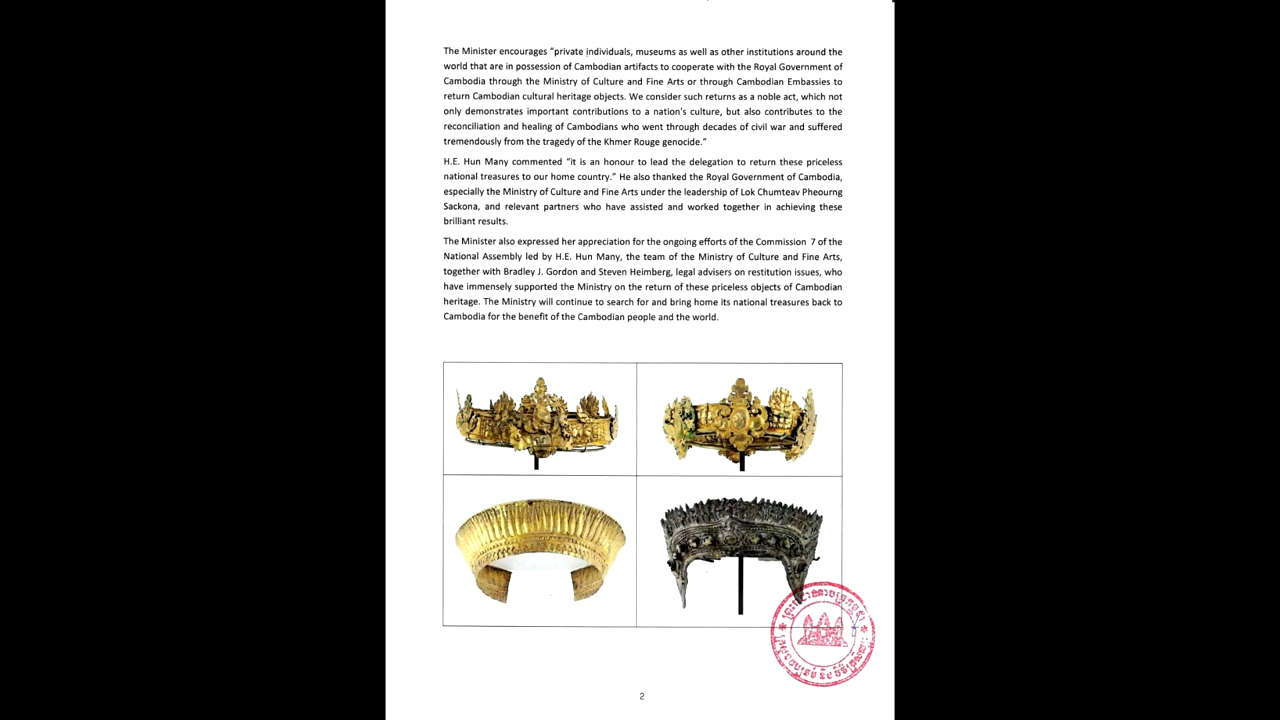 The Minister encourages “private individuals, museums as well as other institutions around the
world that are in possession of Cambodian artifacts to cooperate with the Royal Government of
Cambodia through the Ministry of Culture and Fine Arts or through Cambodian Embassies to
return Cambodian cultural heritage objects. We consider such returns as a noble act, which not
only demonstrates important contributions to a nation's culture, but also contributes to the
reconciliation and healing of Cambodians who went through decades of civil war and suffered
tremendously from the tragedy of the Khmer Rouge genocide.”
H.E. Hun Many commented “it is an honour to lead the delegation to return these priceless
national treasures to our home country.” He also thanked the Royal Government of Cambodia,
especially the Ministry of Culture and Fine Arts under the leadership of Lok Chumteav Pheourng
Sackona, and relevant partners who have assisted and worked together in achieving these
brilliant results.
The Minister also expressed her appreciation for the ongoing efforts of the Commission 7 of the
National Assembly led by H.E. Hun Many, the team of the Ministry of Culture and Fine Arts,
together with Bradley J. Gordon and Steven Heimberg, legal advisers on restitution issues, who
have immensely supported the Ministry on the return of these priceless objects of Cambodian
heritage. The Ministry will continue to search for and bring home its national treasures back to
Cambodia for the benefit of the Cambodian people and the world.
2